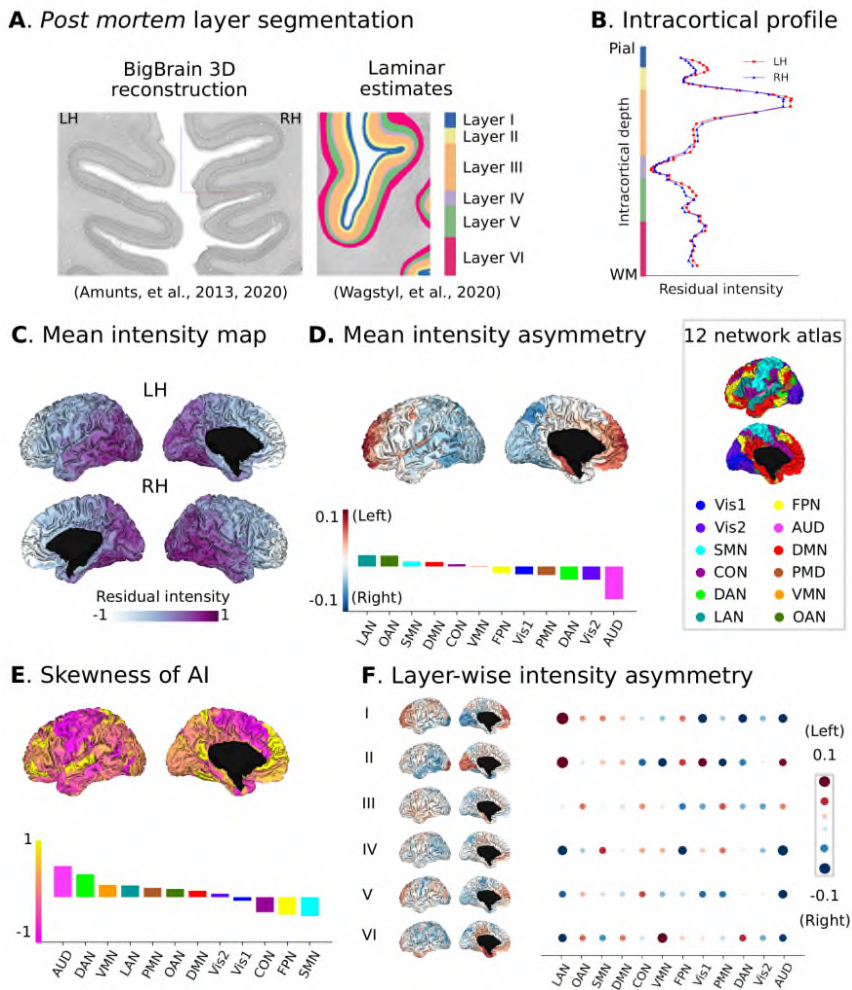 A. Post mortem layer segmentation
BigBrain 3D
reconstruction
LH
RH
Laminar
estimates
Layer I
Layer II
Layer III
Layer IV
Layer V
Layer VI
(Amunts, et al., 2013, 2020)
(Wagstyl, et al., 2020)
B. Intracortical profile
Pial
LH
RH
Intracortical depth
WM
Residual intensity
C. Mean intensity map
LH
RH
Residual intensity
-1
1
D. Mean intensity asymmetry
0.1
(Left)
-0.1
(Right)
LAN
OAN
SMN
DMN
CON
VMN
FPN
Vis1
PMN
DAN
Vis2
AUD
12 network atlas
Vis1
FPN
Vis2
AUD
SMN
DMN
CON
PMD
DAN
VMN
LAN
OAN
E. Skewness of AI
1
-1
AUD
DAN
VMN
LAN
PMN
OAN
DMN
Vis2
Vis1
CON
FPN
SMN
F. Layer-wise intensity asymmetry
I
II
III
IV
V
VI
LAN
OAN
SMN
DMN
CON
VMN
FPN
Vis1
PMN
DAN
Vis2
AUD
(Left)
0.1
-0.1
(Right)